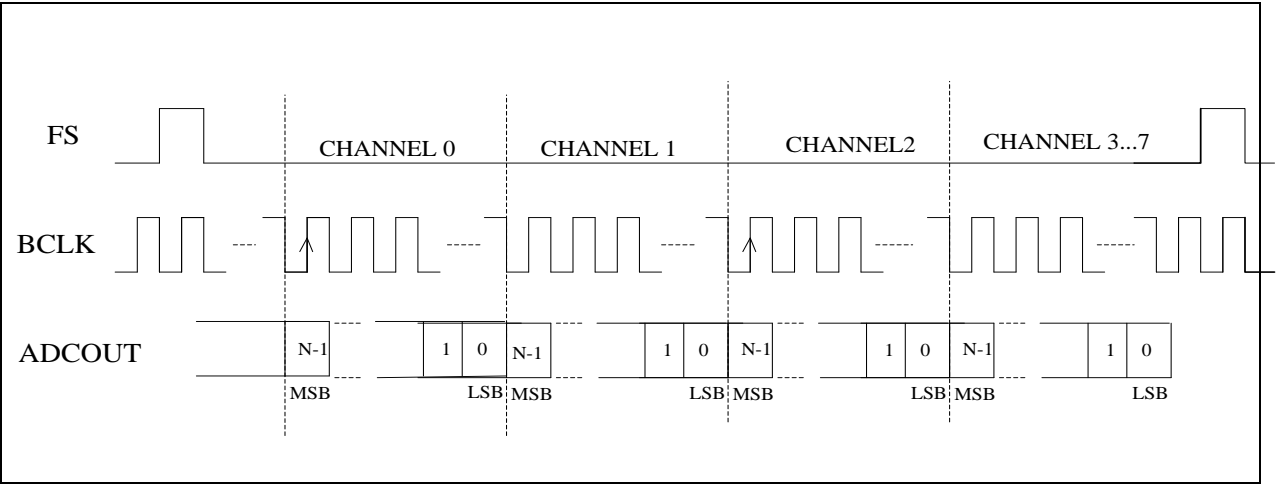 FS
CHANNEL 0
CHANNEL 1
CHANNEL2
CHANNEL 3...7
BCLK
ADCOUT
N-1
1
0
N-1
1
0
N-1
1
0
N-1
1
0
MSB
LSB
MSB
LSB
MSB
LSB
MSB
LSB